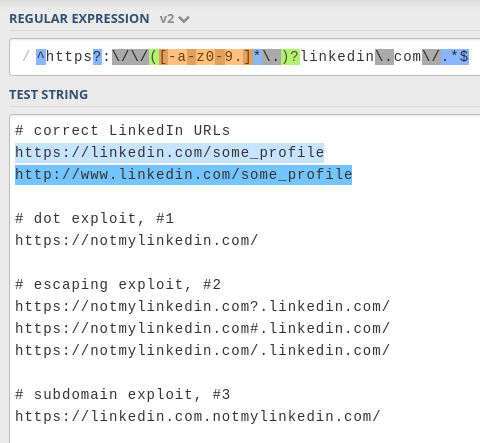 REGULAR EXPRESSION v2
/ ^https?:\/\/([-a-z0-9.]*\.)?linkedin\.com\/.*$
TEST STRING
# correct LinkedIn URLs
https://linkedin.com/some_profile
http://www.linkedin.com/some_profile
# dot exploit, #1
https://notmylinkedin.com/
# escaping exploit, #2
https://notmylinkedin.com?.linkedin.com/
https://notmylinkedin.com#.linkedin.com/
https://notmylinkedin.com/.linkedin.com/
# subdomain exploit, #3
https://linkedin.com.notmylinkedin.com/